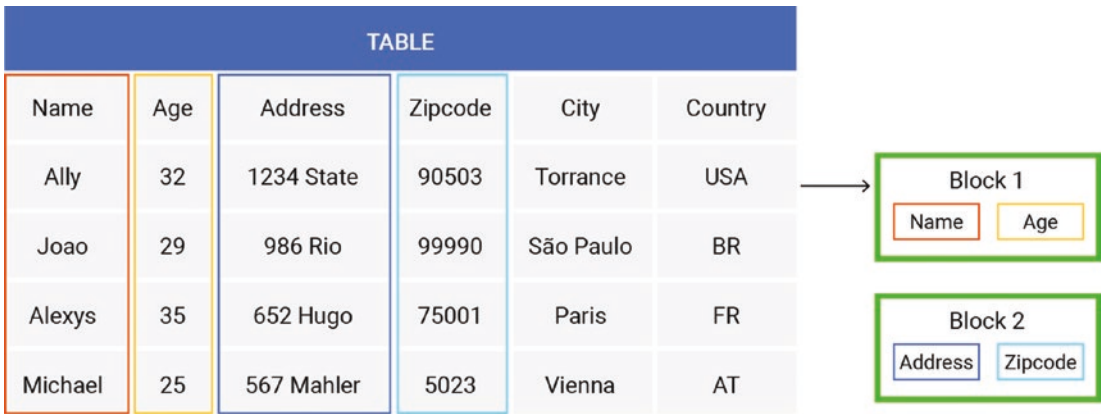 TABLE
Name Age Address Zipcode City Country
Ally 32 1234 State 90503 Torrance USA
Joao 29 986 Rio 99990 São Paulo BR
Alexys 35 652 Hugo 75001 Paris FR
Michael 25 567 Mahler 5023 Vienna AT
Block 1
Name Age
Block 2
Address Zipcode